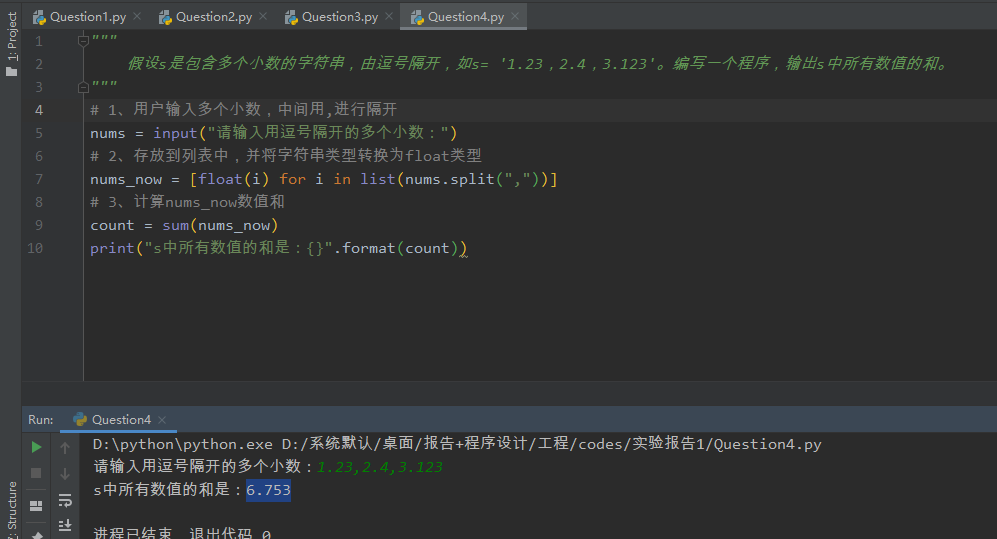 1: Project
Question1.py
Question2.py
Question3.py
Question4.py
1 """
2 假设s是包含多个小数的字符串，由逗号隔开，如s= '1.23，2.4，3.123'。编写一个程序，输出s中所有数值的和。
3 """
4 # 1、用户输入多个小数，中间用,进行隔开
5 nums = input("请输入用逗号隔开的多个小数：")
6 # 2、存放到列表中，并将字符串类型转换为float类型
7 nums_now = [float(i) for i in list(nums.split(","))]
8 # 3、计算nums_now数值和
9 count = sum(nums_now)
10 print("s中所有数值的和是：{}".format(count))
Run: Question4
D:\python\python.exe D:/系统默认/桌面/报告+程序设计/工程/codes/实验报告1/Question4.py
请输入用逗号隔开的多个小数：1.23,2.4,3.123
s中所有数值的和是：6.753
进程已结束，退出代码 0
Structure